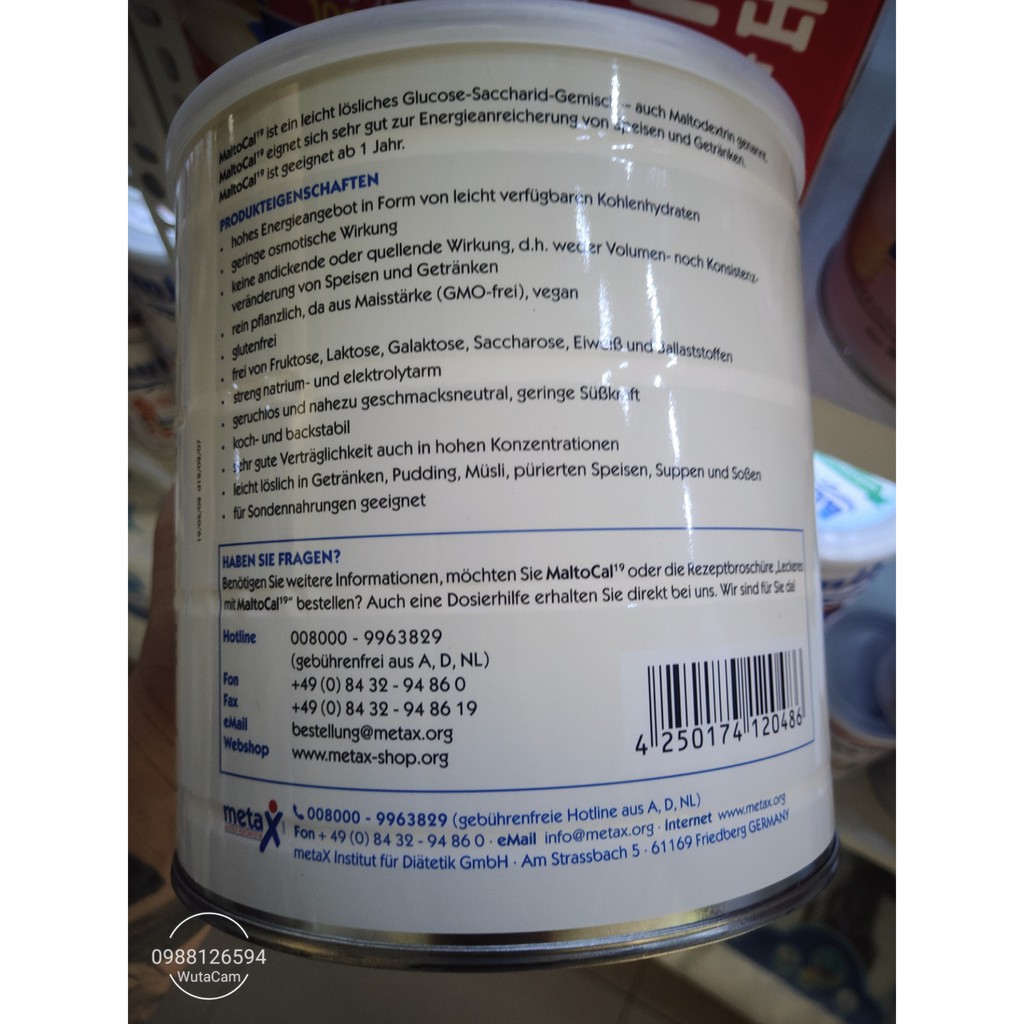 MaltoCal¹⁹ ist ein leicht lösliches Glucose-Saccharid-Gemisch – auch Maltodextrin genannt.
MaltoCal¹⁹ eignet sich sehr gut zur Energieanreicherung von Speisen und Getränken.
MaltoCal¹⁹ ist geeignet ab 1 Jahr.
PRODUKTEIGENSCHAFTEN
· hohes Energieangebot in Form von leicht verfügbaren Kohlenhydraten
· geringe osmotische Wirkung
· keine andickende oder quellende Wirkung, d.h. weder Volumen- noch Konsistenz-
veränderung von Speisen und Getränken
· rein pflanzlich, da aus Maisstärke (GMO-frei), vegan
· glutenfrei
· frei von Fruktose, Laktose, Galaktose, Saccharose, Eiweiß und Ballaststoffen
· streng natrium- und elektrolytarm
· geruchlos und nahezu geschmacksneutral, geringe Süßkraft
· koch- und backstabil
· sehr gute Verträglichkeit auch in hohen Konzentrationen
· leicht löslich in Getränken, Pudding, Müsli, pürierten Speisen, Suppen und Soßen
· für Sondennahrungen geeignet
HABEN SIE FRAGEN?
Benötigen Sie weitere Informationen, möchten Sie MaltoCal¹⁹ oder die Rezeptbroschüre „Leckeres
mit MaltoCal¹⁹" bestellen? Auch eine Dosierhilfe erhalten Sie direkt bei uns. Wir sind für Sie da!
Hotline 008000 - 9963829
(gebührenfrei aus A, D, NL)
Fon +49 (0) 84 32 - 94 86 0
Fax +49 (0) 84 32 - 94 86 19
eMail bestellung@metax.org
Webshop www.metax-shop.org
4 250174 120486
metaX
008000 - 9963829 (gebührenfreie Hotline aus A, D, NL)
Fon + 49 (0) 84 32 - 94 86 0 · eMail info@metax.org · Internet www.metax.org
metaX Institut für Diätetik GmbH · Am Strassbach 5 · 61169 Friedberg GERMANY
0988126594
WutaCam